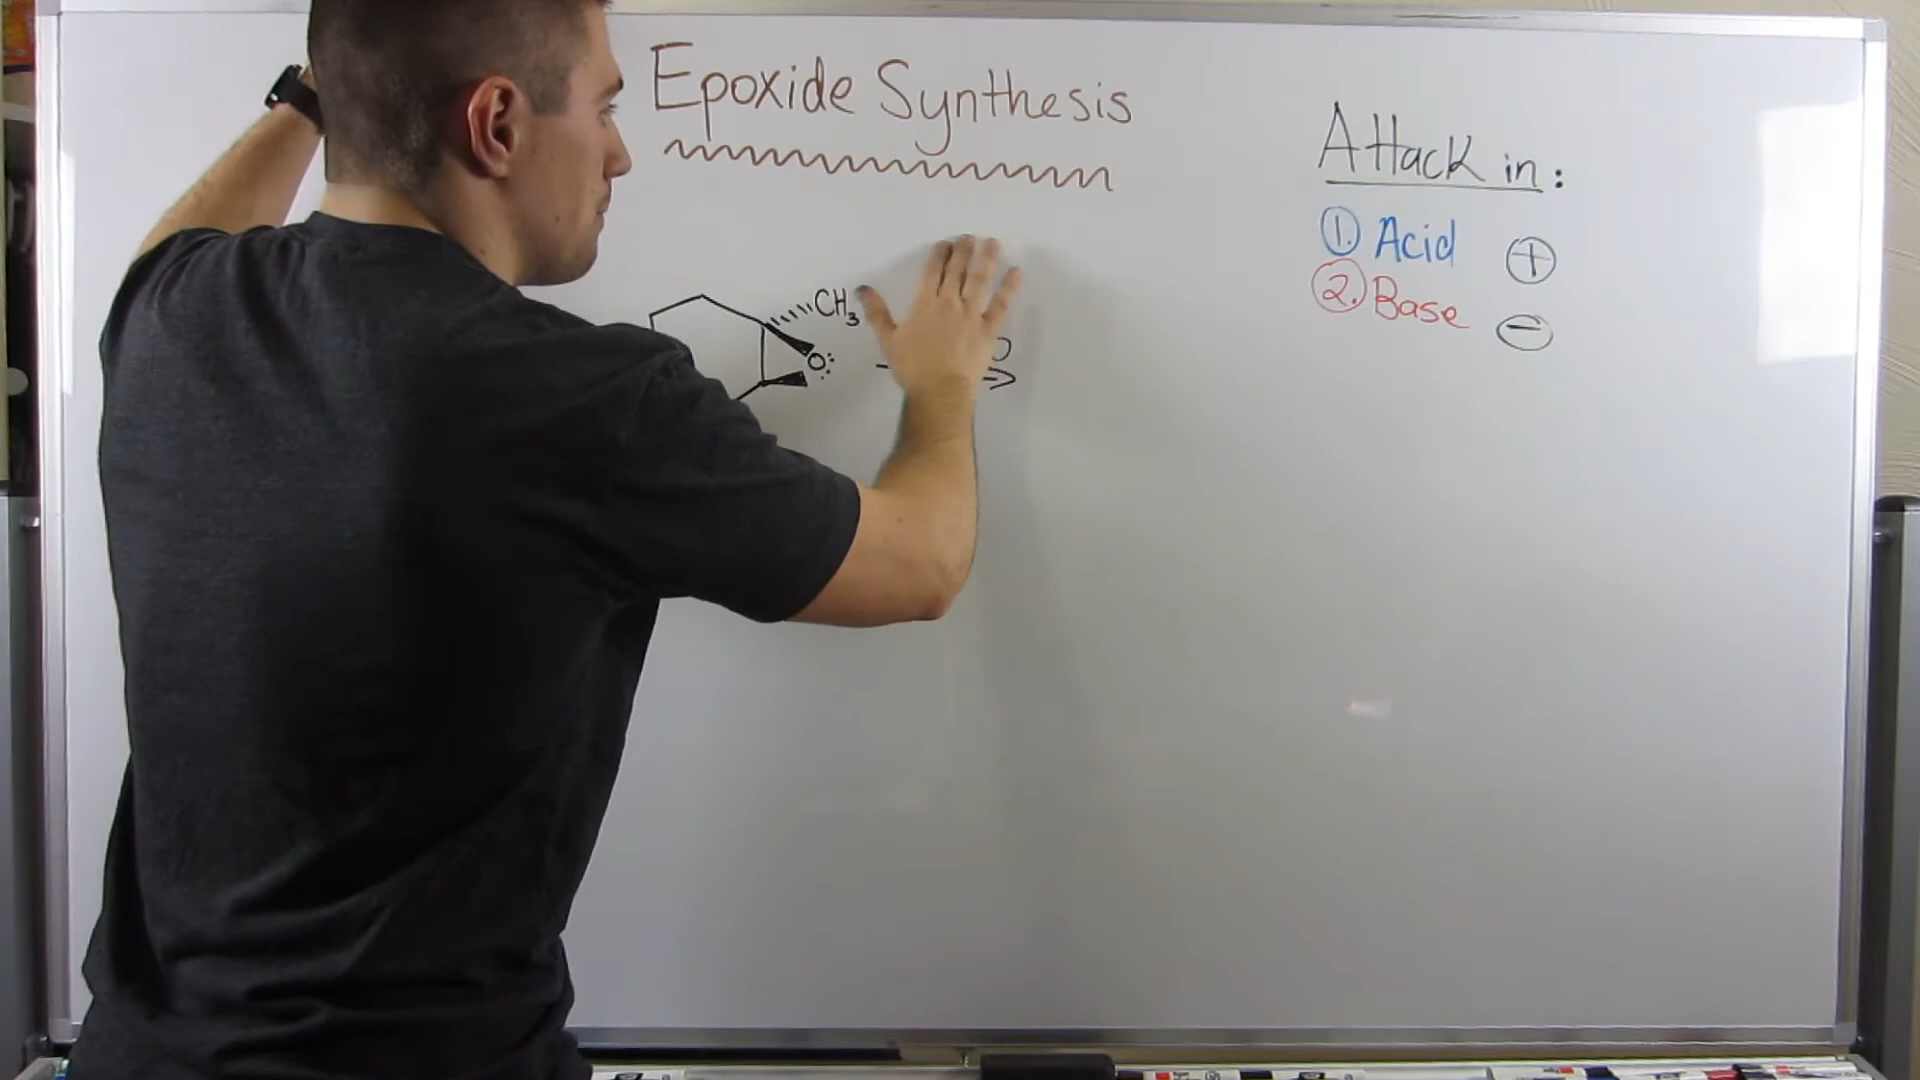 Epoxide Synthesis
Attack in:
1. Acid +
2. Base −
CH3
O
O